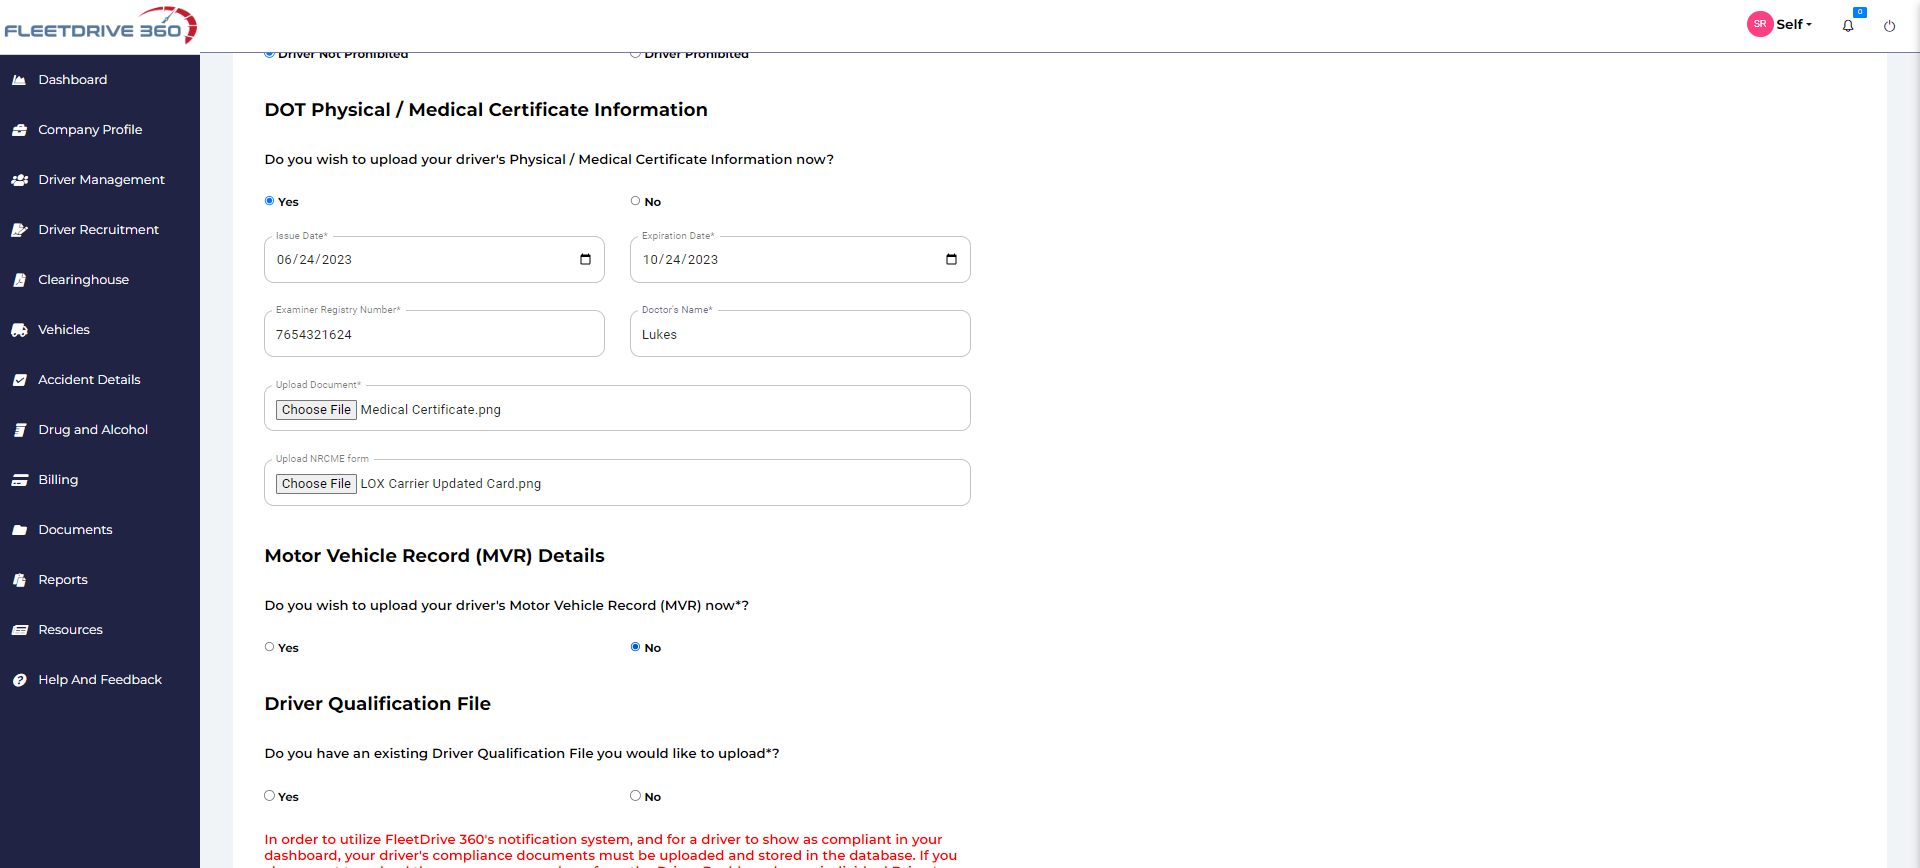 FLEETDRIVE 360
SR Self
0
Dashboard
Company Profile
Driver Management
Driver Recruitment
Clearinghouse
Vehicles
Accident Details
Drug and Alcohol
Billing
Documents
Reports
Resources
Help And Feedback
Driver Not Prohibited Driver Prohibited
DOT Physical / Medical Certificate Information
Do you wish to upload your driver's Physical / Medical Certificate Information now?
Yes No
Issue Date* Expiration Date*
06/24/2023 10/24/2023
Examiner Registry Number* Doctor's Name*
7654321624 Lukes
Upload Document*
Choose File Medical Certificate.png
Upload NRCME form
Choose File LOX Carrier Updated Card.png
Motor Vehicle Record (MVR) Details
Do you wish to upload your driver's Motor Vehicle Record (MVR) now*?
Yes No
Driver Qualification File
Do you have an existing Driver Qualification File you would like to upload*?
Yes No
In order to utilize FleetDrive 360's notification system, and for a driver to show as compliant in your
dashboard, your driver's compliance documents must be uploaded and stored in the database. If you